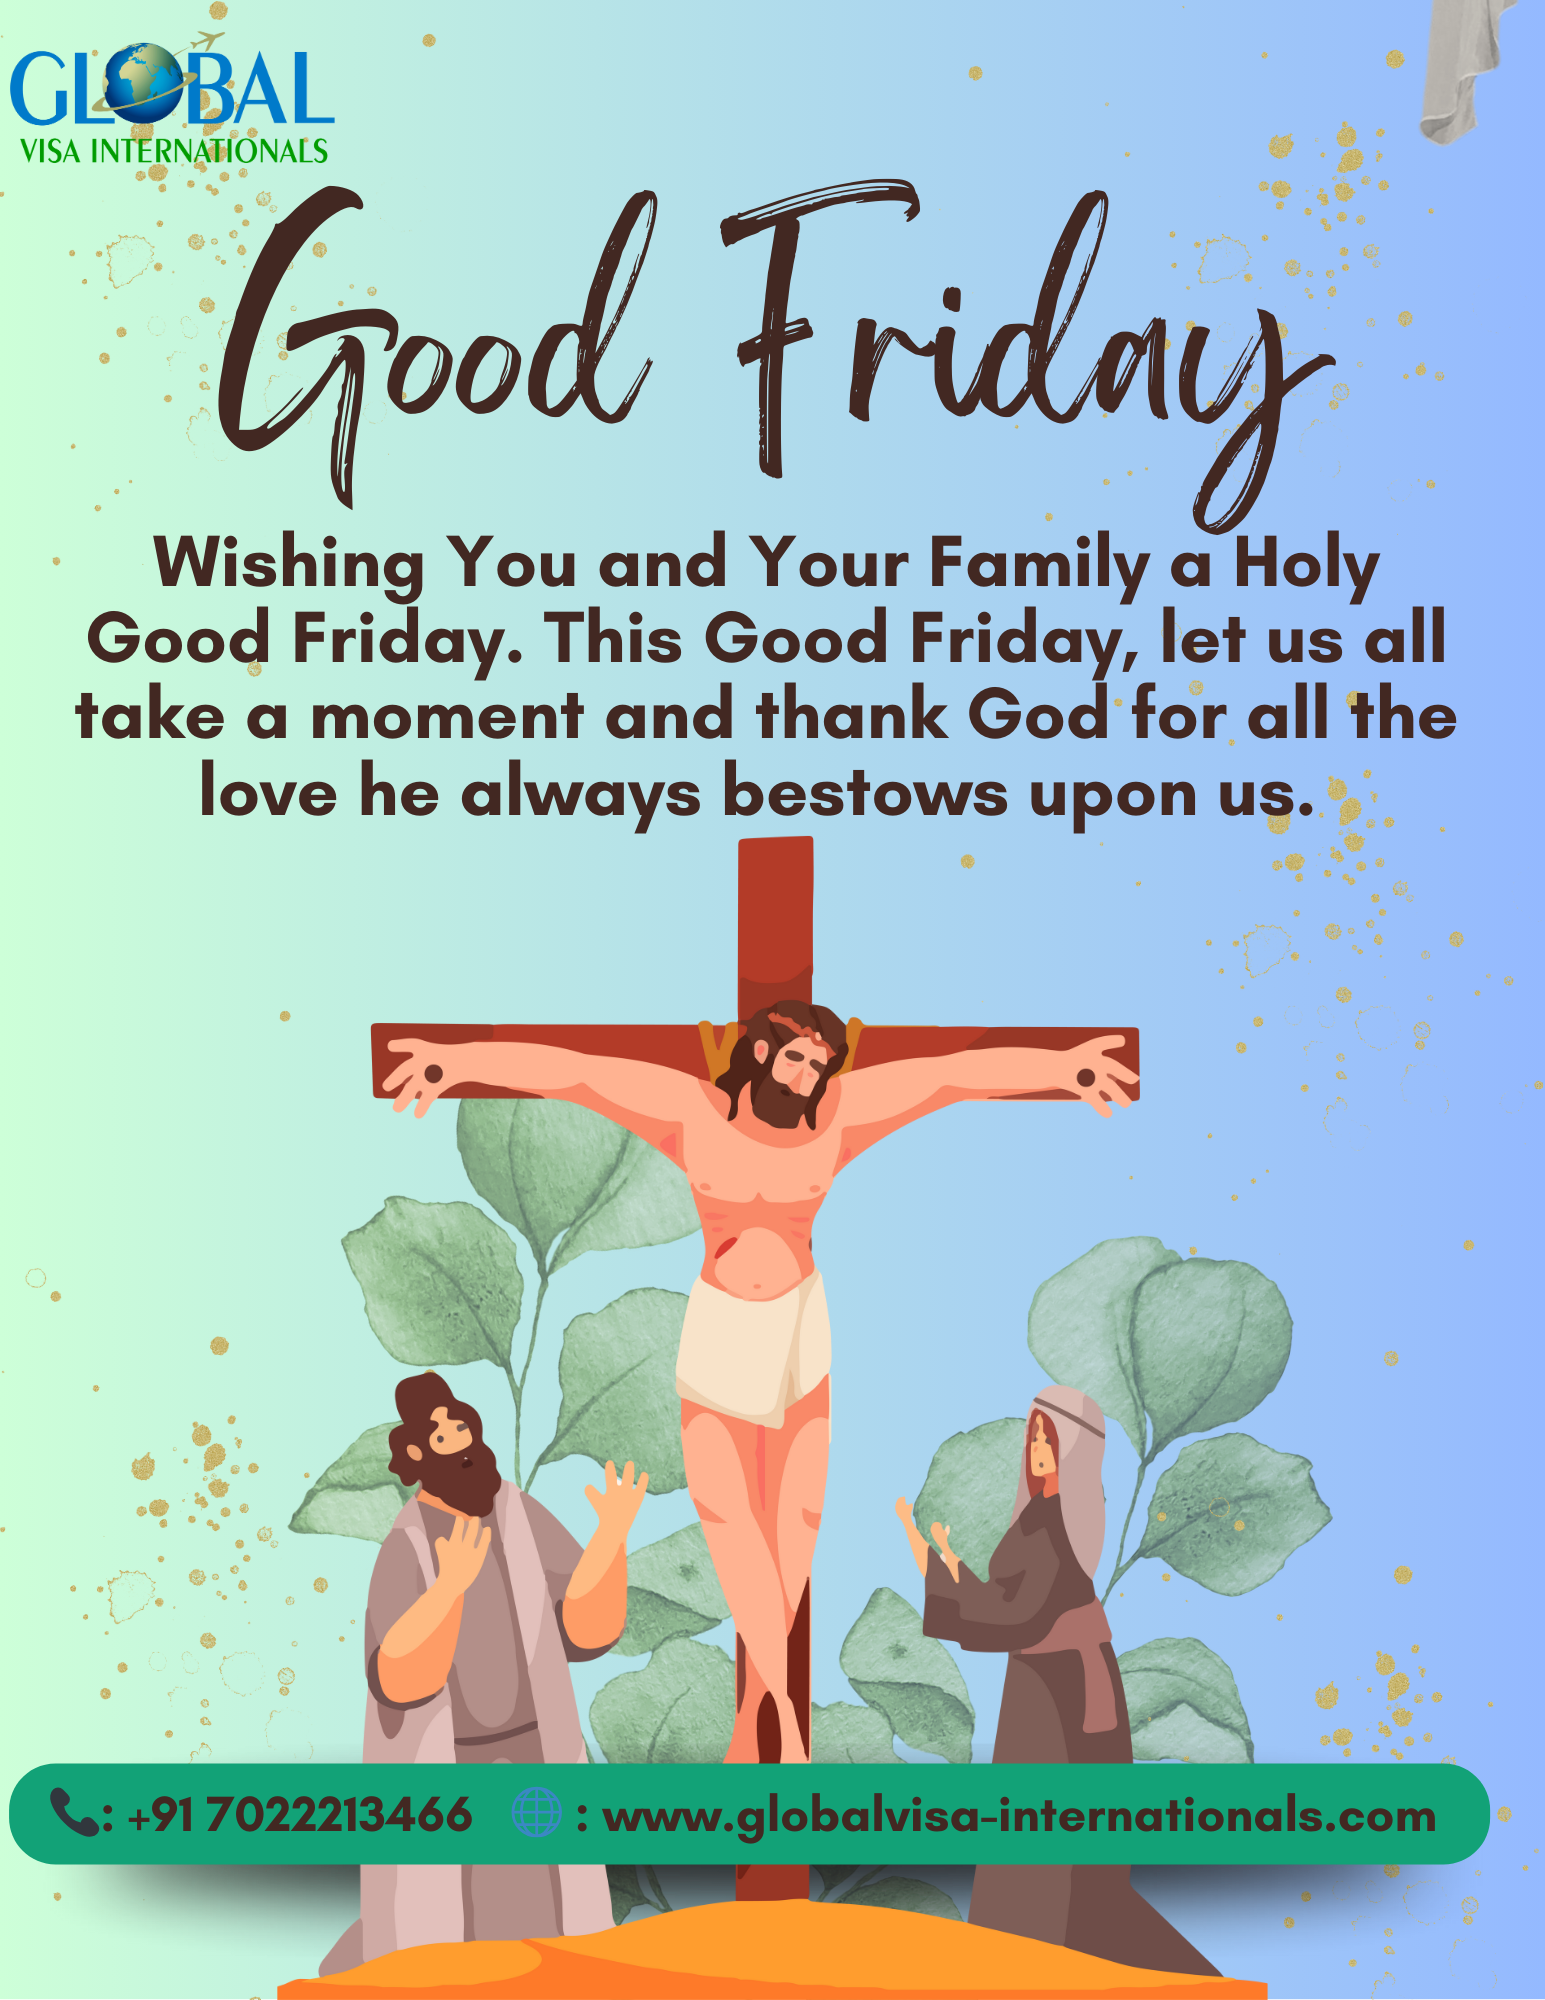 GLOBAL
VISA INTERNATIONALS
Good Friday
Wishing You and Your Family a Holy
Good Friday. This Good Friday, let us all
take a moment and thank God for all the
love he always bestows upon us.
: +91 7022213466 : www.globalvisa-internationals.com